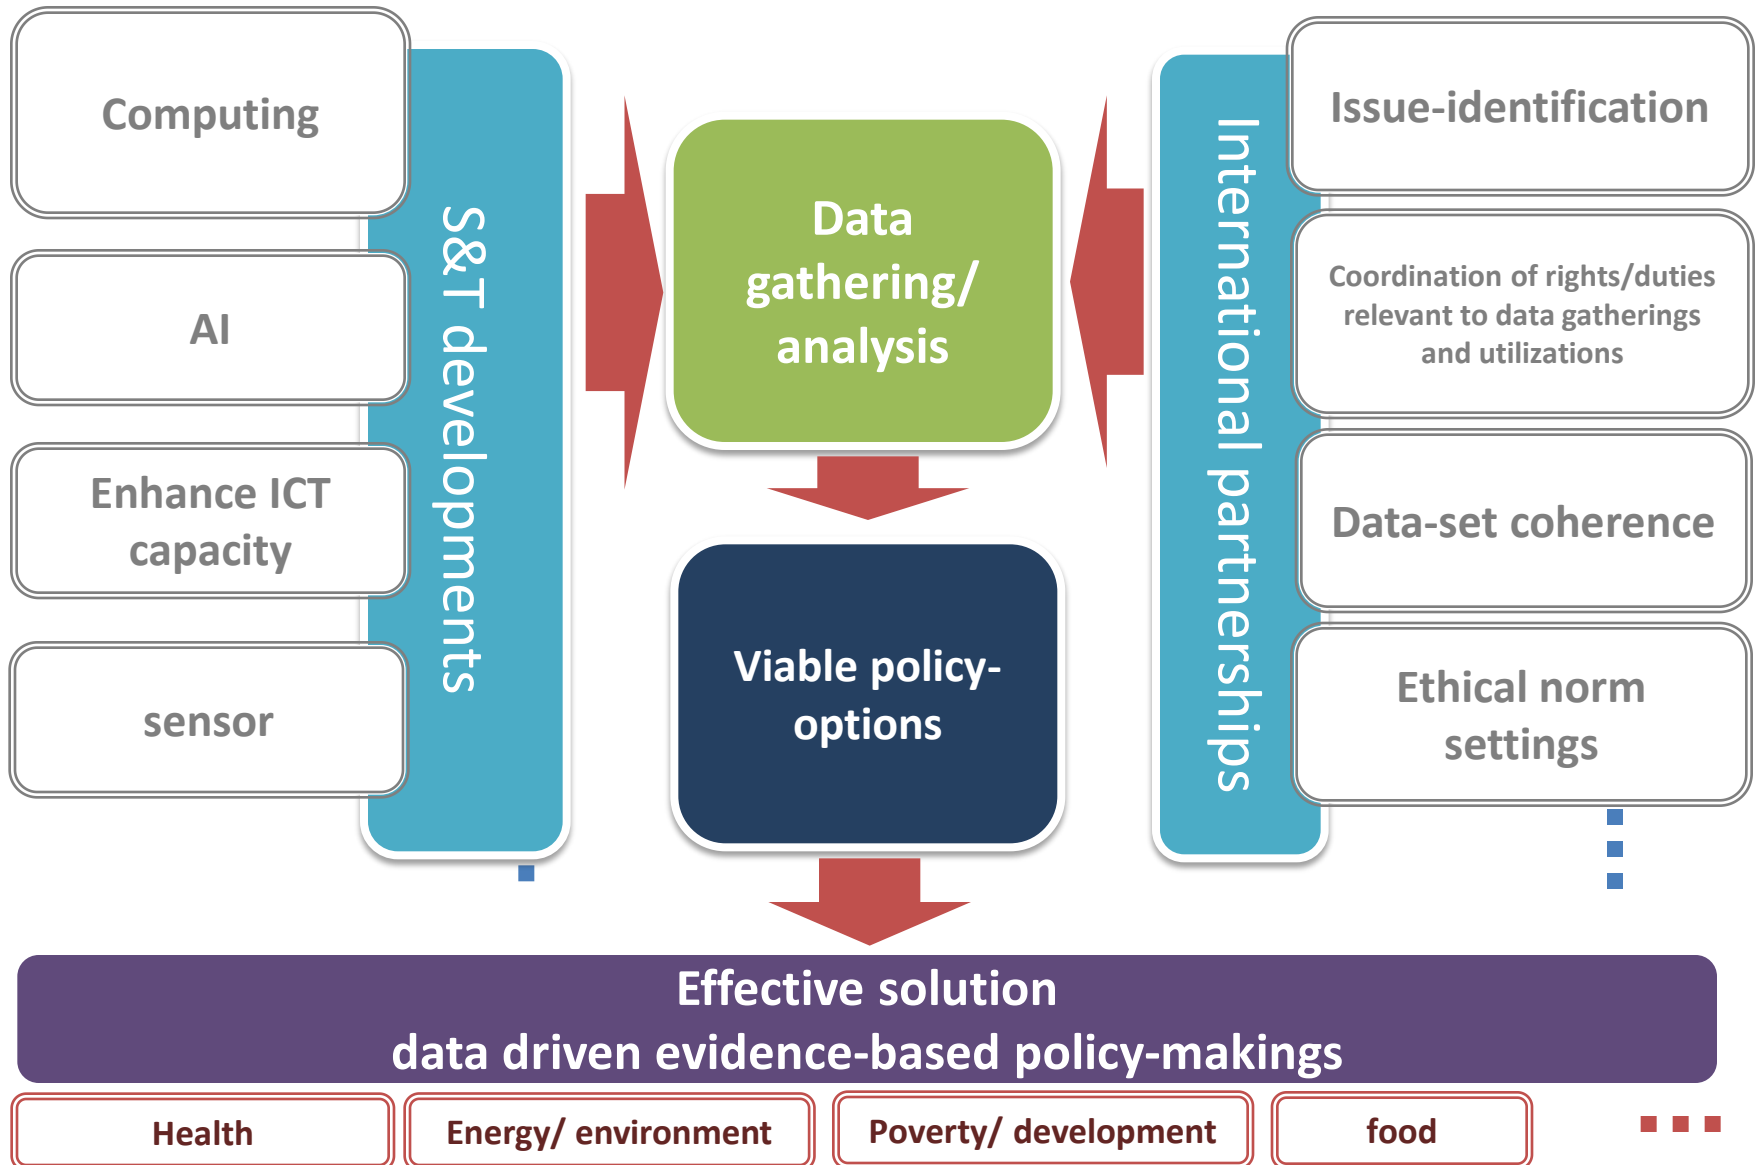 Computing
AI
Enhance ICT
capacity
sensor
S&T developments
Data
gathering/
analysis
Viable policy-
options
International partnerships
Issue-identification
Coordination of rights/duties
relevant to data gatherings
and utilizations
Data-set coherence
Ethical norm
settings
Effective solution
data driven evidence-based policy-makings
Health
Energy/ environment
Poverty/ development
food